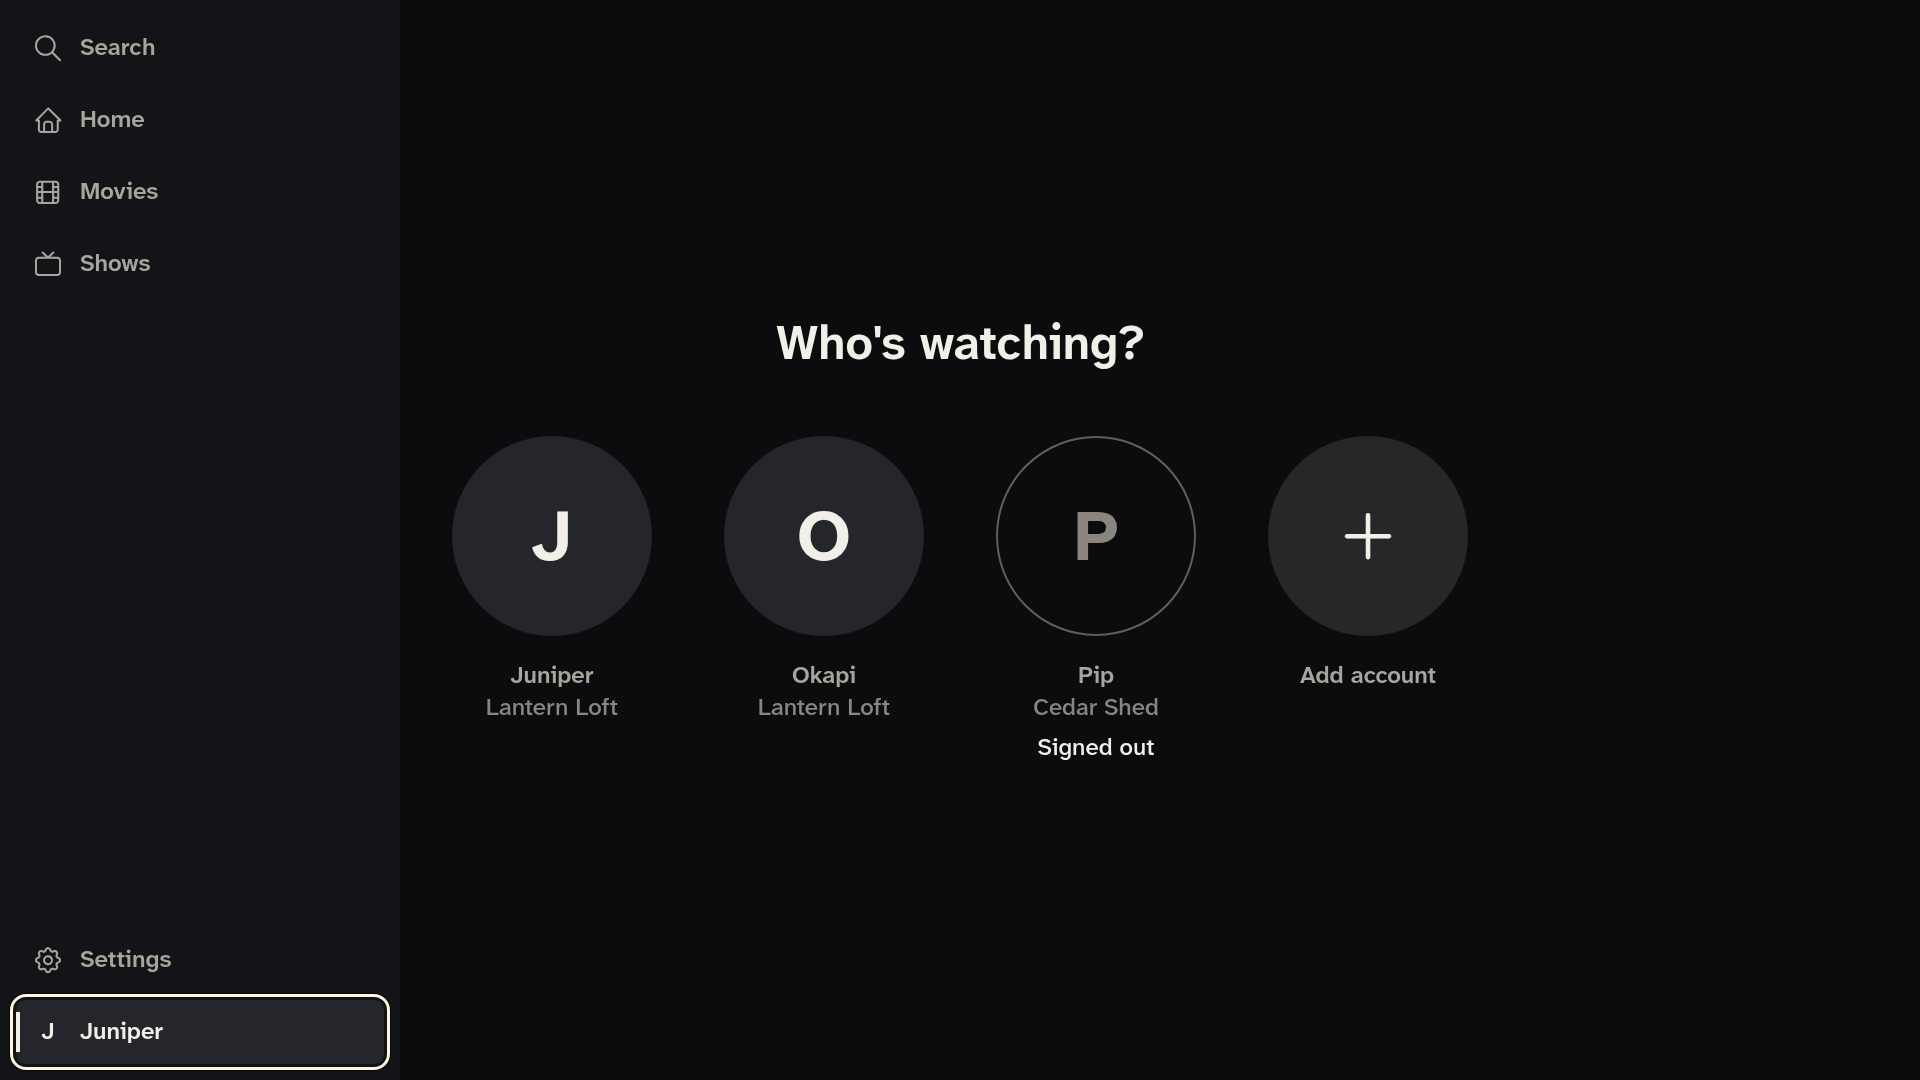 Search
Home
Movies
Shows
Settings
J Juniper
Who's watching?
J
Juniper
Lantern Loft
O
Okapi
Lantern Loft
P
Pip
Cedar Shed
Signed out
Add account